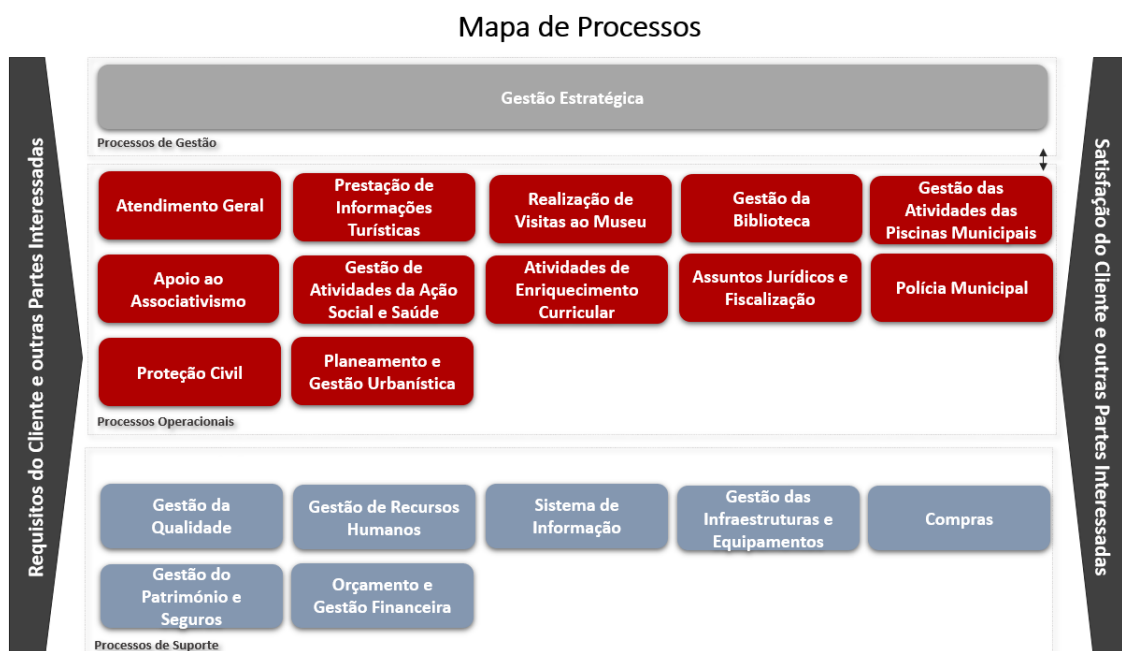 Mapa de Processos
Requisitos do Cliente e outras Partes Interessadas
Gestão Estratégica
Processos de Gestão
Atendimento Geral
Prestação de
Informações
Turísticas
Realização de
Visitas ao Museu
Gestão da
Biblioteca
Gestão das
Atividades das
Piscinas Municipais
Apoio ao
Associativismo
Gestão de
Atividades da Ação
Social e Saúde
Atividades de
Enriquecimento
Curricular
Assuntos Jurídicos e
Fiscalização
Polícia Municipal
Proteção Civil
Planeamento e
Gestão Urbanística
Processos Operacionais
Gestão da
Qualidade
Gestão de Recursos
Humanos
Sistema de
Informação
Gestão das
Infraestruturas e
Equipamentos
Compras
Gestão do
Património e
Seguros
Orçamento e
Gestão Financeira
Processos de Suporte
Satisfação do Cliente e outras Partes Interessadas